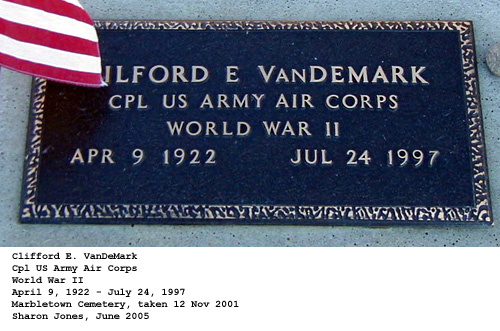 ILFORD E VanDEMARK
CPL US ARMY AIR CORPS
WORLD WAR II
APR 9 1922 JUL 24 1997
Clifford E. VanDeMark
Cpl US Army Air Corps
World War II
April 9, 1922 - July 24, 1997
Marbletown Cemetery, taken 12 Nov 2001
Sharon Jones, June 2005